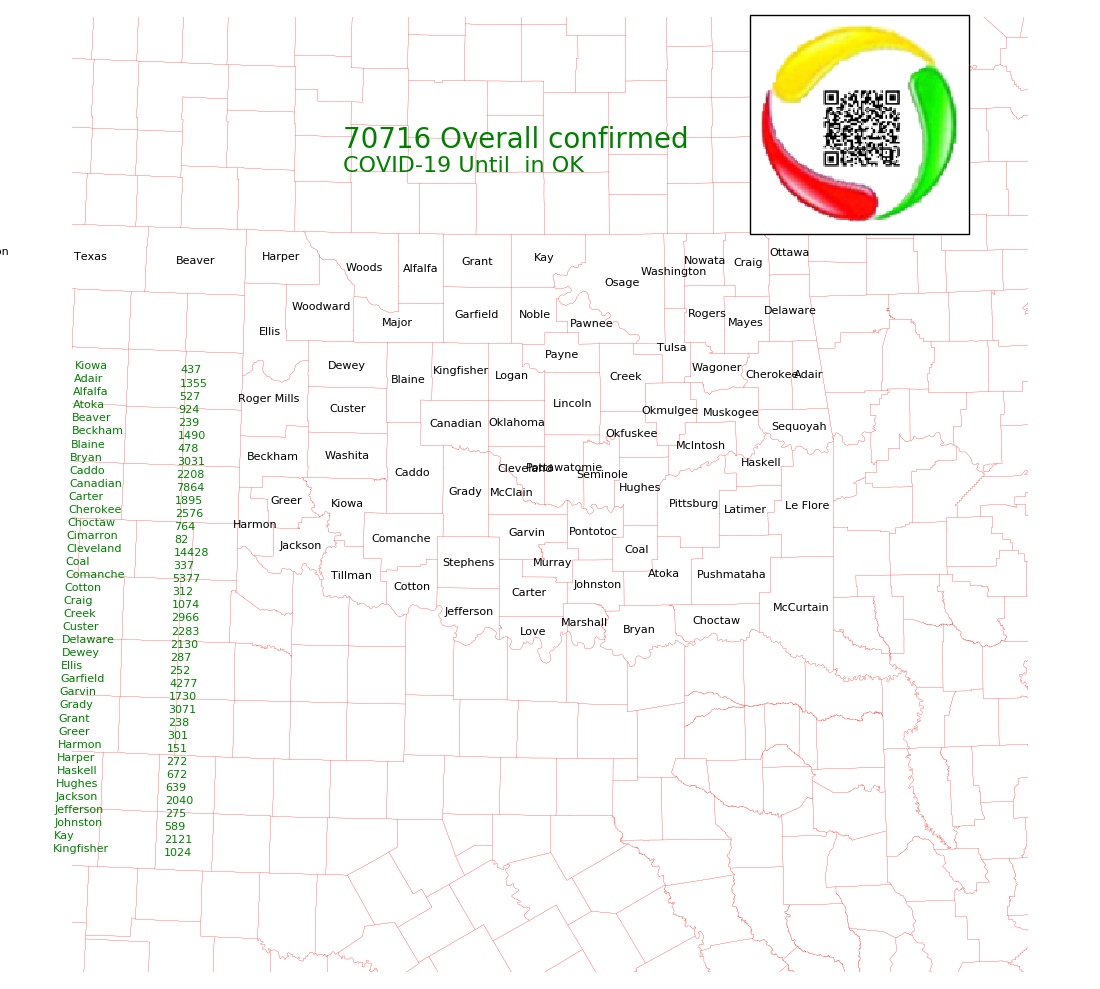 70716 Overall confirmed
COVID-19 Until  in OK
on
Texas
Beaver
Harper
Woods
Alfalfa
Grant
Kay
Osage
Washington
Nowata
Craig
Ottawa
Woodward
Ellis
Major
Garfield
Noble
Pawnee
Rogers
Mayes
Delaware
Tulsa
Dewey
Blaine
Kingfisher
Logan
Payne
Creek
Wagoner
Cherokee
Adair
Roger Mills
Custer
Canadian
Oklahoma
Lincoln
Okmulgee
Muskogee
Okfuskee
Sequoyah
McIntosh
Beckham
Washita
Caddo
Cleveland
Pottawatomie
Seminole
Haskell
Hughes
Grady
McClain
Greer
Kiowa
Pittsburg
Latimer
Le Flore
Harmon
Jackson
Comanche
Garvin
Pontotoc
Coal
Tillman
Cotton
Stephens
Murray
Johnston
Atoka
Pushmataha
Carter
Jefferson
Love
Marshall
Bryan
Choctaw
McCurtain
Kiowa 437
Adair 1355
Alfalfa 527
Atoka 924
Beaver 239
Beckham 1490
Blaine 478
Bryan 3031
Caddo 2208
Canadian 7864
Carter 1895
Cherokee 2576
Choctaw 764
Cimarron 82
Cleveland 14428
Coal 337
Comanche 5377
Cotton 312
Craig 1074
Creek 2966
Custer 2283
Delaware 2130
Dewey 287
Ellis 252
Garfield 4277
Garvin 1730
Grady 3071
Grant 238
Greer 301
Harmon 151
Harper 272
Haskell 672
Hughes 639
Jackson 2040
Jefferson 275
Johnston 589
Kay 2121
Kingfisher 1024